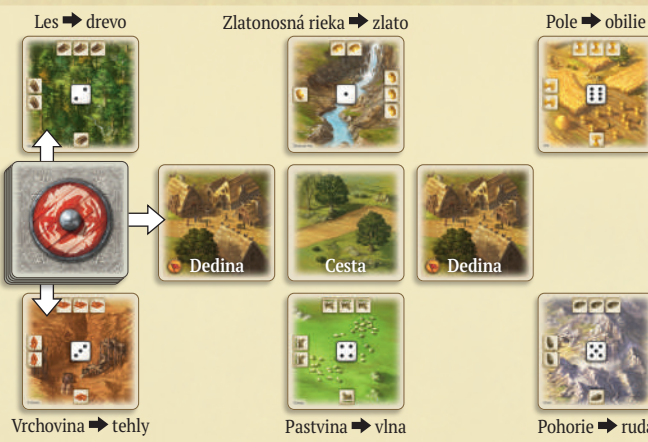 Les ➡ drevo
Zlatonosná rieka ➡ zlato
Pole ➡ obilie
Dedina
Cesta
Dedina
Vrchovina ➡ tehly
Pastvina ➡ vlna
Pohorie ➡ ruda